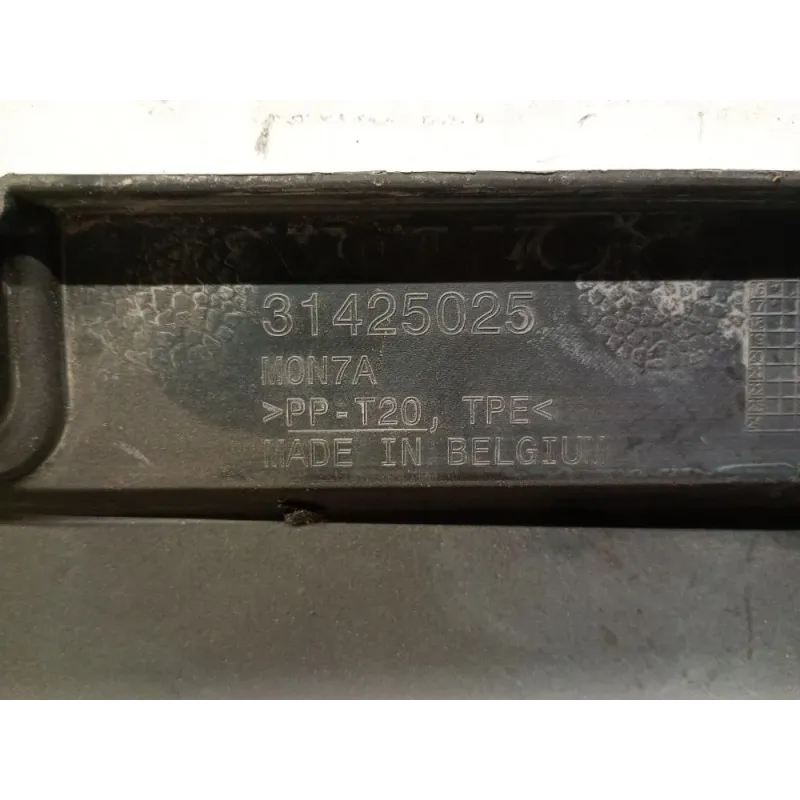 31425025
MON7A
>PP-T20, TPE<
MADE IN BELGIUM